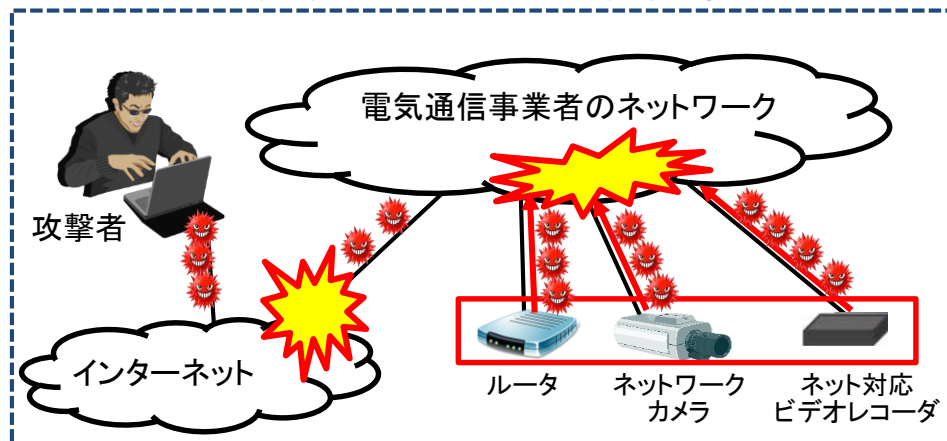 電気通信事業者のネットワーク
攻撃者
インターネット
ルータ
ネットワーク
カメラ
ネット対応
ビデオレコーダ